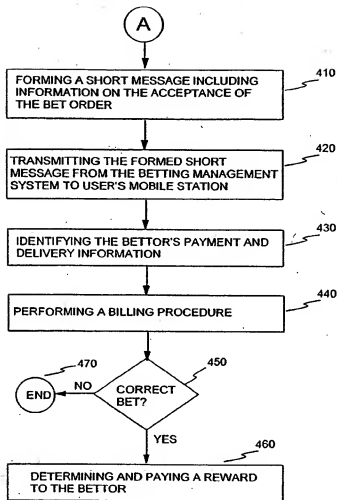 A
FORMING A SHORT MESSAGE INCLUDING
INFORMATION ON THE ACCEPTANCE OF
THE BET ORDER
410
TRANSMITTING THE FORMED SHORT
MESSAGE FROM THE BETTING MANAGEMENT
SYSTEM TO USER'S MOBILE STATION
420
IDENTIFYING THE BETTOR'S PAYMENT AND
DELIVERY INFORMATION
430
PERFORMING A BILLING PROCEDURE
440
470
450
END
NO
CORRECT
BET?
YES
460
DETERMINING AND PAYING A REWARD
TO THE BETTOR